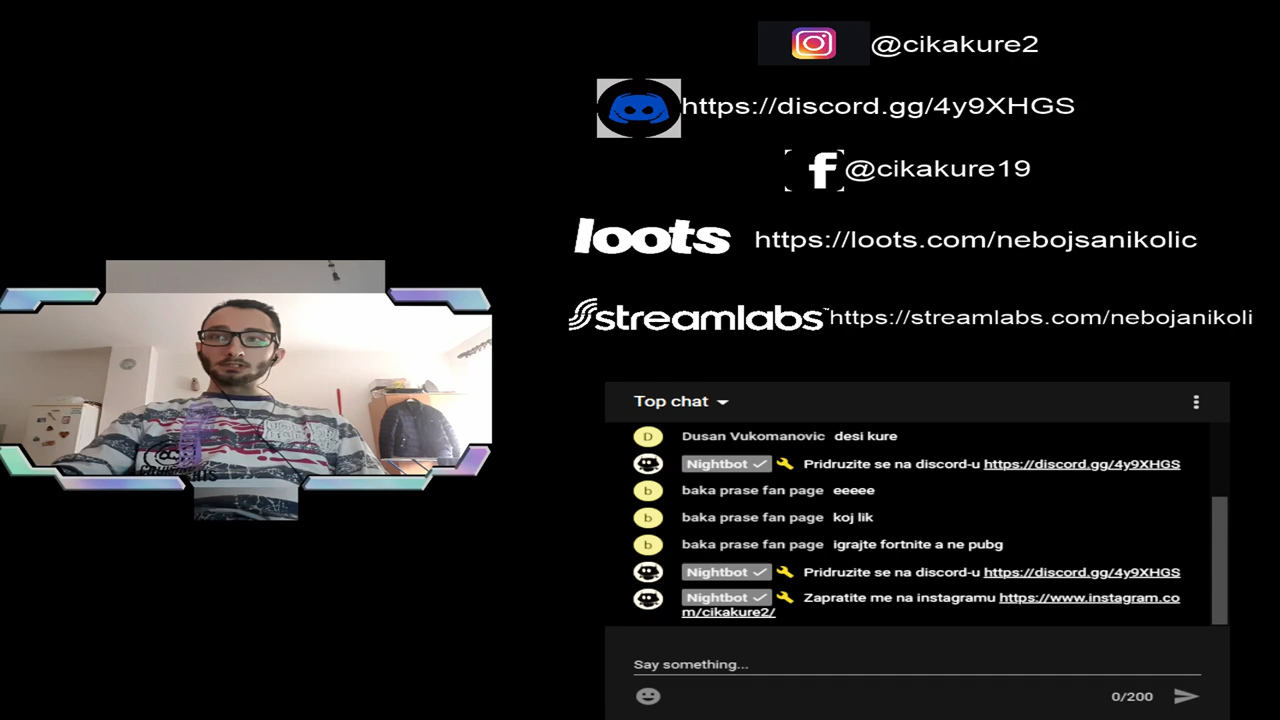 @cikakure2
https://discord.gg/4y9XHGS
f @cikakure19
loots https://loots.com/nebojsanikolic
streamlabs https://streamlabs.com/nebojanikoli
Top chat
D Dusan Vukomanovic desi kure
Nightbot Pridruzite se na discord-u https://discord.gg/4y9XHGS
b baka prase fan page eeeee
b baka prase fan page koj lik
b baka prase fan page igrajte fortnite a ne pubg
Nightbot Pridruzite se na discord-u https://discord.gg/4y9XHGS
Nightbot Zapratite me na instagramu https://www.instagram.co
m/cikakure2/
Say something...
0/200